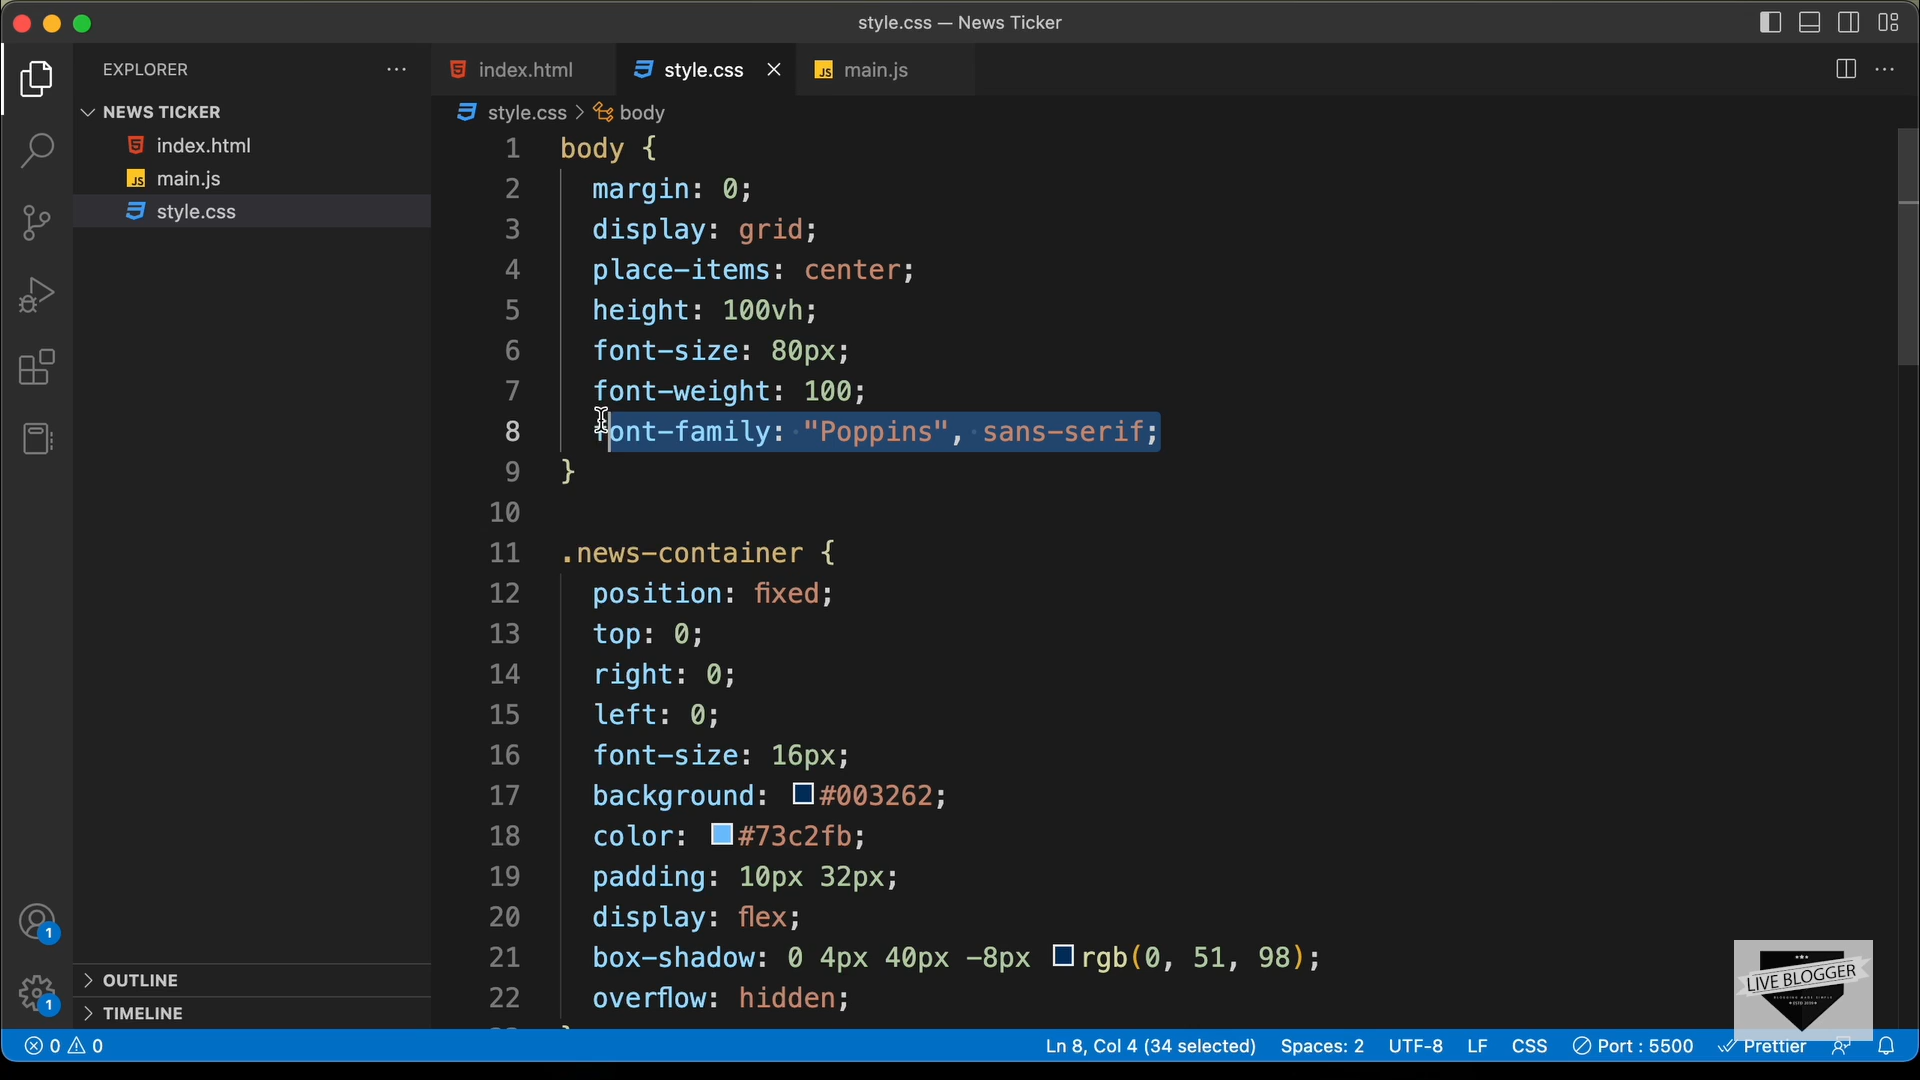 style.css — News Ticker
EXPLORER
NEWS TICKER
index.html
main.js
style.css
OUTLINE
TIMELINE
index.html
style.css
main.js
style.css > body
1 body {
2 margin: 0;
3 display: grid;
4 place-items: center;
5 height: 100vh;
6 font-size: 80px;
7 font-weight: 100;
8 font-family: "Poppins", sans-serif;
9 }
10
11 .news-container {
12 position: fixed;
13 top: 0;
14 right: 0;
15 left: 0;
16 font-size: 16px;
17 background: #003262;
18 color: #73c2fb;
19 padding: 10px 32px;
20 display: flex;
21 box-shadow: 0 4px 40px -8px rgb(0, 51, 98);
22 overflow: hidden;
1
1
LIVE BLOGGER
0 0
Ln 8, Col 4 (34 selected) Spaces: 2 UTF-8 LF CSS Port : 5500 Prettier